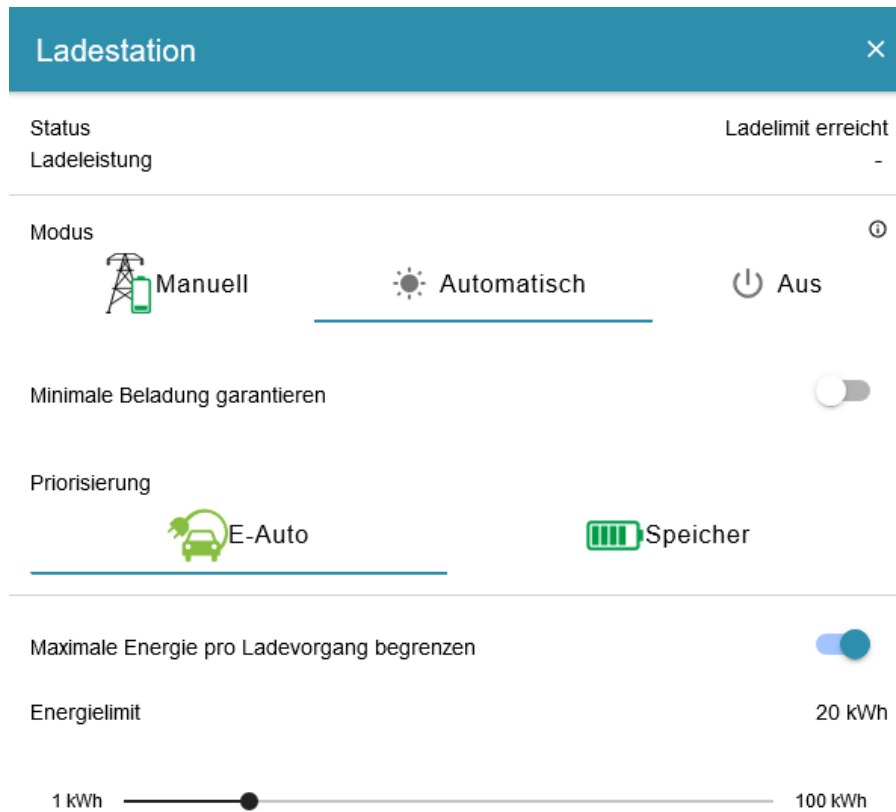 Ladestation
Status Ladelimit erreicht
Ladeleistung -
Modus
Manuell Automatisch Aus
Minimale Beladung garantieren
Priorisierung
E-Auto Speicher
Maximale Energie pro Ladevorgang begrenzen
Energielimit 20 kWh
1 kWh 100 kWh